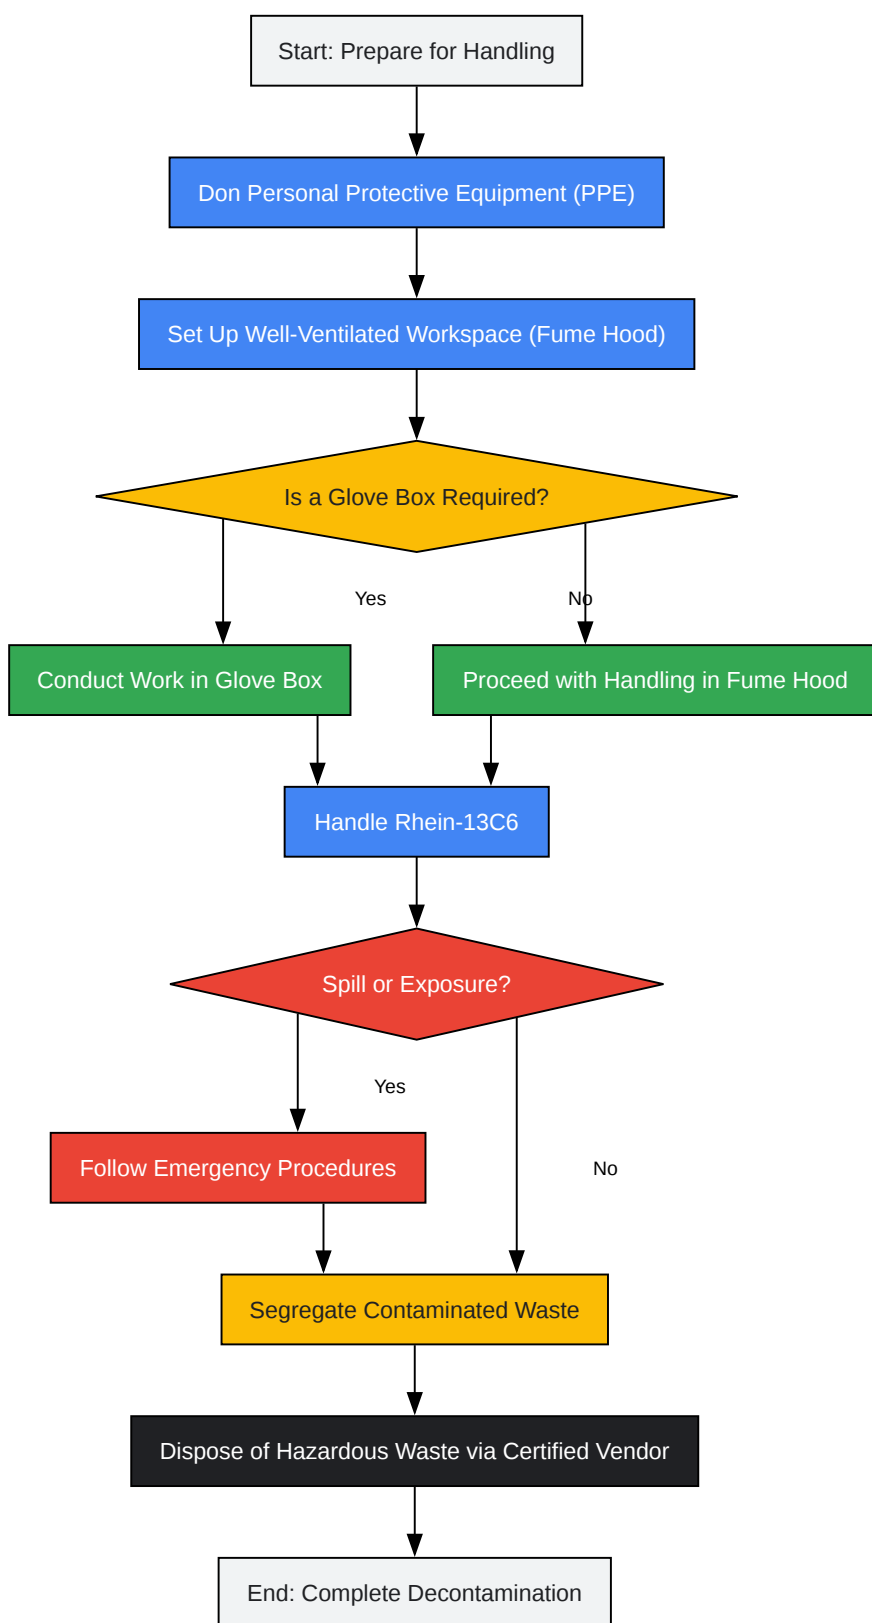 Start: Prepare for Handling
Don Personal Protective Equipment (PPE)
Set Up Well-Ventilated Workspace (Fume Hood)
Is a Glove Box Required?
Yes
No
Conduct Work in Glove Box
Proceed with Handling in Fume Hood
Handle Rhein-13C6
Spill or Exposure?
Yes
Follow Emergency Procedures
No
Segregate Contaminated Waste
Dispose of Hazardous Waste via Certified Vendor
End: Complete Decontamination